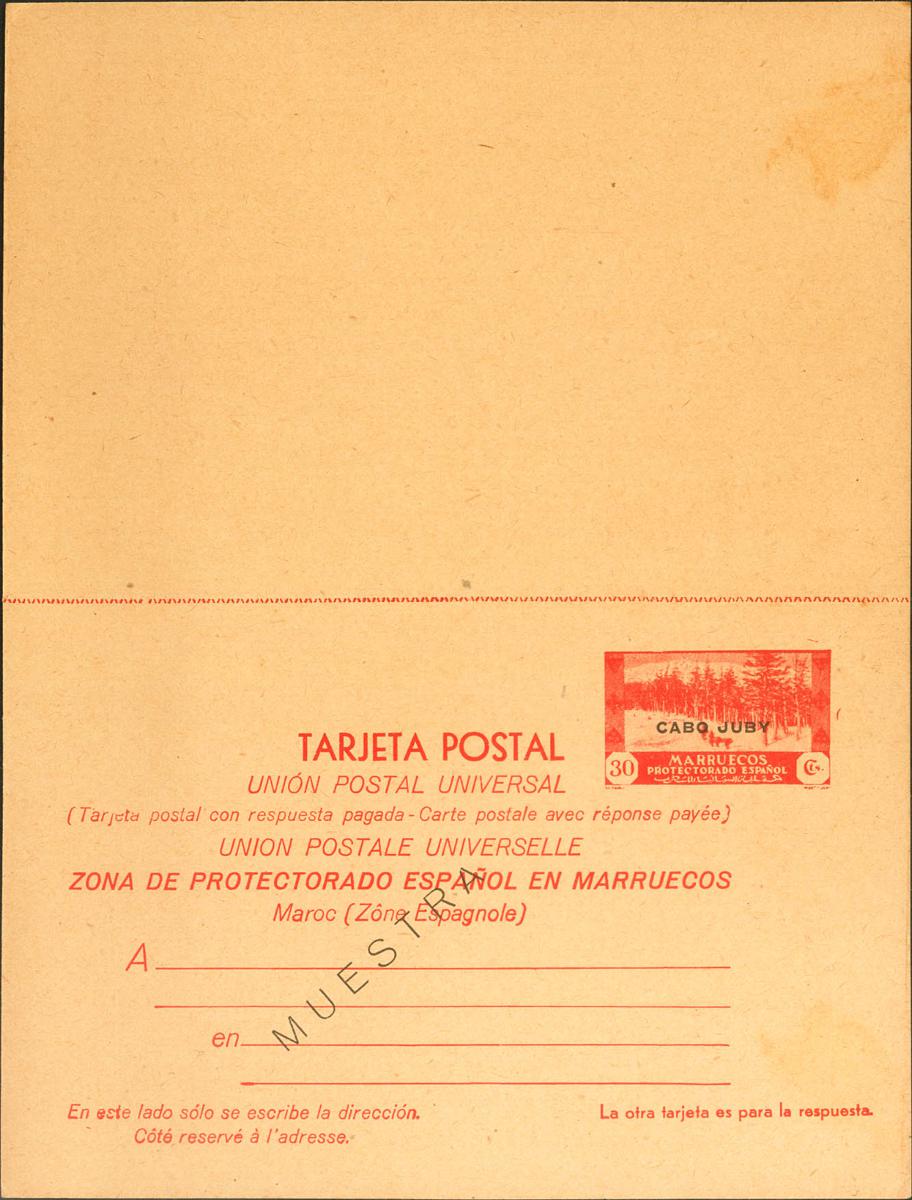 CABO JUBY
MARRUECOS
30 PROTECTORADO ESPAÑOL Cts.
TARJETA POSTAL
UNIÓN POSTAL UNIVERSAL
(Tarjeta postal con respuesta pagada - Carte postale avec réponse payée)
UNION POSTALE UNIVERSELLE
ZONA DE PROTECTORADO ESPAÑOL EN MARRUECOS
Maroc (Zône Espagnole)
MUESTRA
A
en
En este lado sólo se escribe la dirección.
Côté reservé à l'adresse.
La otra tarjeta es para la respuesta.